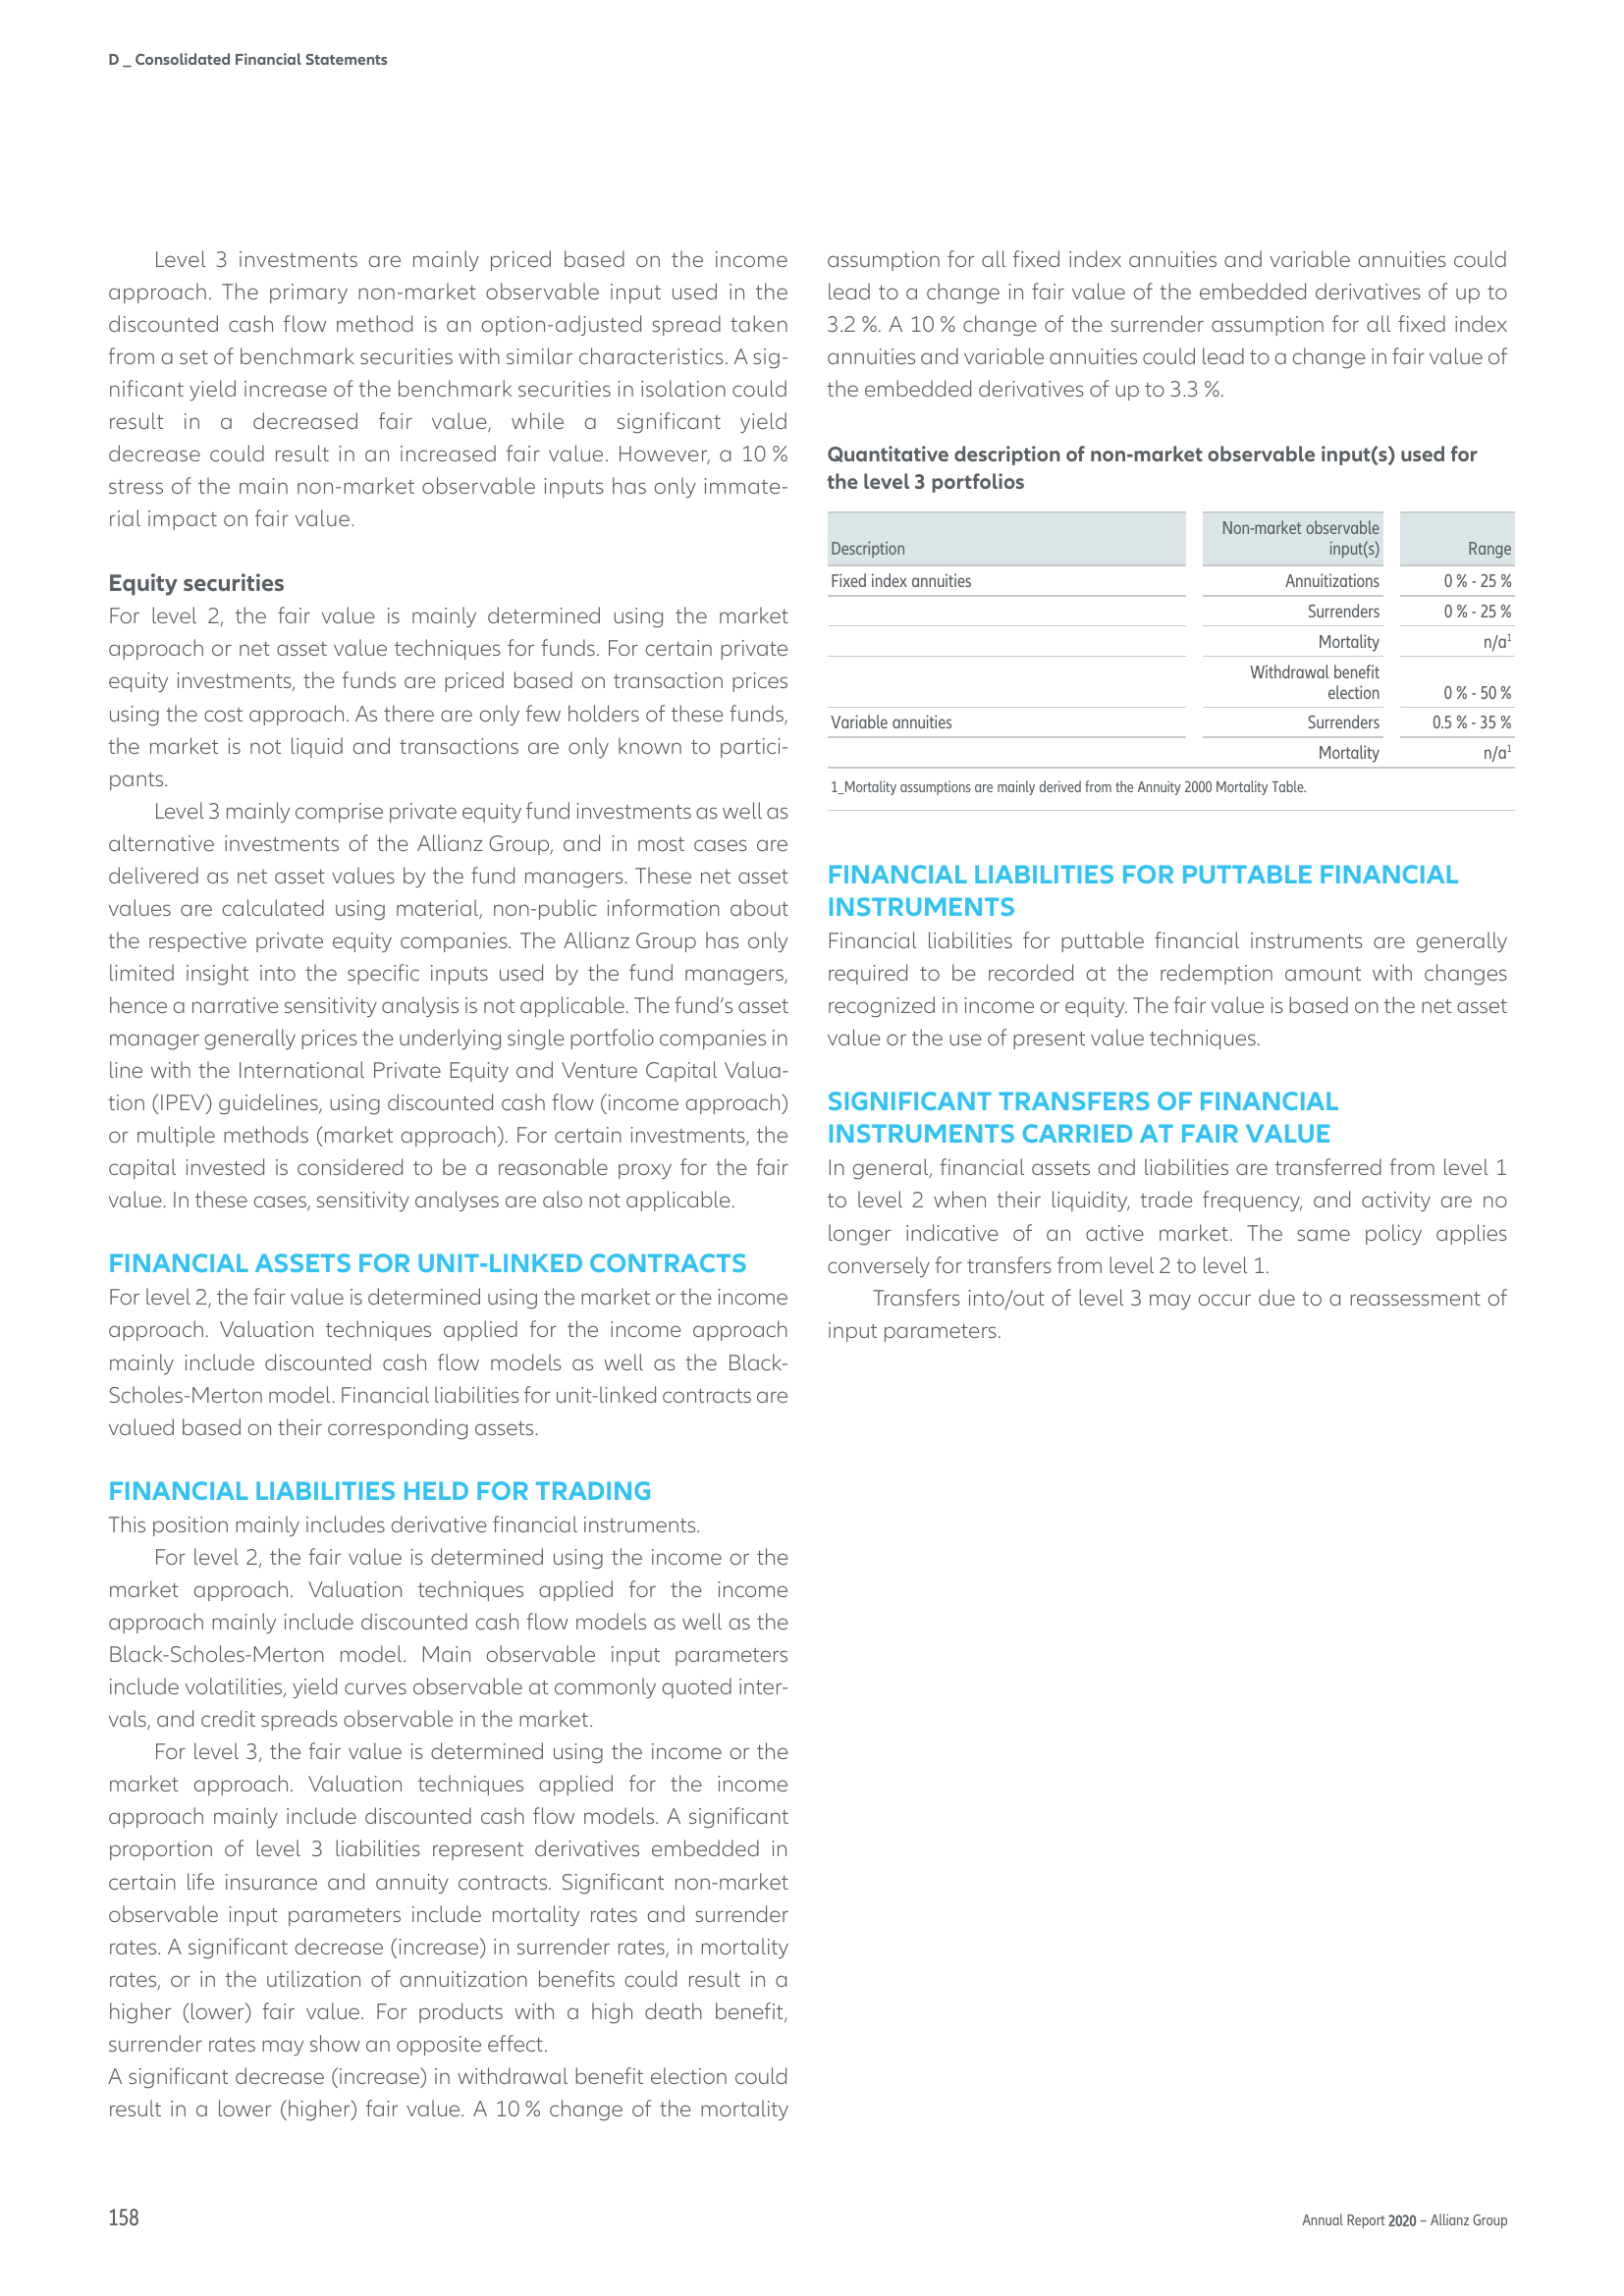 D _ Consolidated Financial Statements
Level 3 investments are mainly priced based on the income
approach. The primary non-market observable input used in the
discounted cash flow method is an option-adjusted spread taken
from a set of benchmark securities with similar characteristics. A sig-
nificant yield increase of the benchmark securities in isolation could
result in a decreased fair value, while a significant yield
decrease could result in an increased fair value. However, a 10 %
stress of the main non-market observable inputs has only immate-
rial impact on fair value.
Equity securities
For level 2, the fair value is mainly determined using the market
approach or net asset value techniques for funds. For certain private
equity investments, the funds are priced based on transaction prices
using the cost approach. As there are only few holders of these funds,
the market is not liquid and transactions are only known to partici-
pants.
Level 3 mainly comprise private equity fund investments as well as
alternative investments of the Allianz Group, and in most cases are
delivered as net asset values by the fund managers. These net asset
values are calculated using material, non-public information about
the respective private equity companies. The Allianz Group has only
limited insight into the specific inputs used by the fund managers,
hence a narrative sensitivity analysis is not applicable. The fund's asset
manager generally prices the underlying single portfolio companies in
line with the International Private Equity and Venture Capital Valua-
tion (IPEV) guidelines, using discounted cash flow (income approach)
or multiple methods (market approach). For certain investments, the
capital invested is considered to be a reasonable proxy for the fair
value. In these cases, sensitivity analyses are also not applicable.
FINANCIAL ASSETS FOR UNIT-LINKED CONTRACTS
For level 2, the fair value is determined using the market or the income
approach. Valuation techniques applied for the income approach
mainly include discounted cash flow models as well as the Black-
Scholes-Merton model. Financial liabilities for unit-linked contracts are
valued based on their corresponding assets.
FINANCIAL LIABILITIES HELD FOR TRADING
This position mainly includes derivative financial instruments.
For level 2, the fair value is determined using the income or the
market approach. Valuation techniques applied for the income
approach mainly include discounted cash flow models as well as the
Black-Scholes-Merton model. Main observable input parameters
include volatilities, yield curves observable at commonly quoted inter-
vals, and credit spreads observable in the market.
For level 3, the fair value is determined using the income or the
market approach. Valuation techniques applied for the income
approach mainly include discounted cash flow models. A significant
proportion of level 3 liabilities represent derivatives embedded in
certain life insurance and annuity contracts. Significant non-market
observable input parameters include mortality rates and surrender
rates. A significant decrease (increase) in surrender rates, in mortality
rates, or in the utilization of annuitization benefits could result in a
higher (lower) fair value. For products with a high death benefit,
surrender rates may show an opposite effect.
A significant decrease (increase) in withdrawal benefit election could
result in a lower (higher) fair value. A 10 % change of the mortality
assumption for all fixed index annuities and variable annuities could
lead to a change in fair value of the embedded derivatives of up to
3.2 %. A 10 % change of the surrender assumption for all fixed index
annuities and variable annuities could lead to a change in fair value of
the embedded derivatives of up to 3.3 %.
Quantitative description of non-market observable input(s) used for
the level 3 portfolios
Description Non-market observable input(s) Range
Fixed index annuities Annuitizations 0 % - 25 %
Surrenders 0 % - 25 %
Mortality n/a¹
Withdrawal benefit
election 0 % - 50 %
Variable annuities Surrenders 0.5 % - 35 %
Mortality n/a¹
1_Mortality assumptions are mainly derived from the Annuity 2000 Mortality Table.
FINANCIAL LIABILITIES FOR PUTTABLE FINANCIAL
INSTRUMENTS
Financial liabilities for puttable financial instruments are generally
required to be recorded at the redemption amount with changes
recognized in income or equity. The fair value is based on the net asset
value or the use of present value techniques.
SIGNIFICANT TRANSFERS OF FINANCIAL
INSTRUMENTS CARRIED AT FAIR VALUE
In general, financial assets and liabilities are transferred from level 1
to level 2 when their liquidity, trade frequency, and activity are no
longer indicative of an active market. The same policy applies
conversely for transfers from level 2 to level 1.
Transfers into/out of level 3 may occur due to a reassessment of
input parameters.
158
Annual Report 2020 – Allianz Group